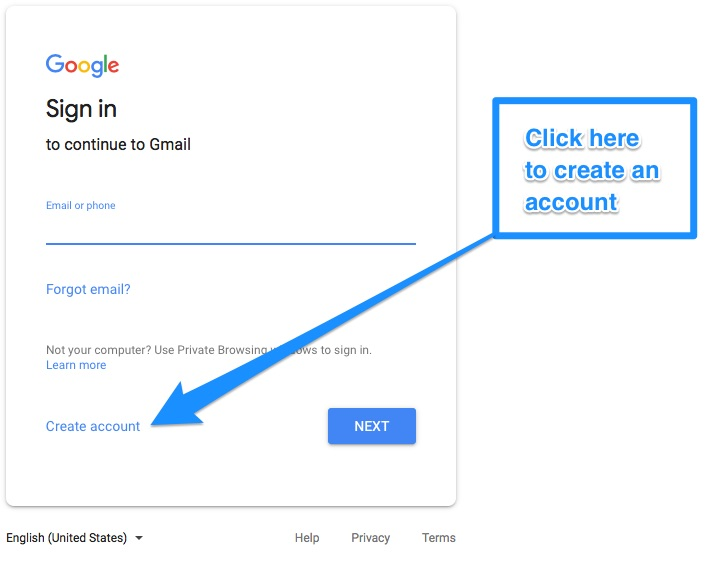 Google
Sign in
to continue to Gmail
Click here
to create an
account
Email or phone
Forgot email?
Not your computer? Use Private Browsing windows to sign in.
Learn more
Create account
NEXT
English (United States)
Help
Privacy
Terms